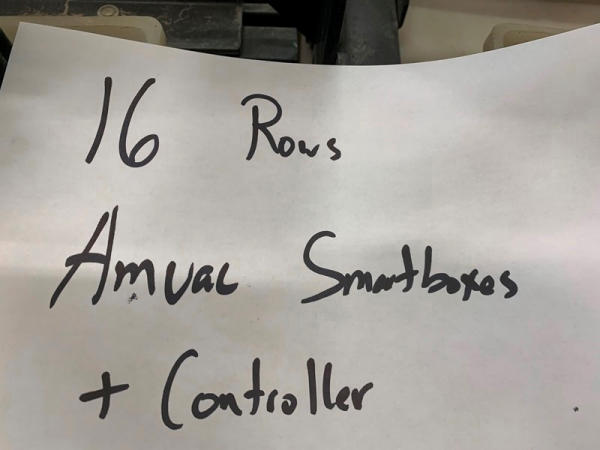 16 Rows
Amvac Smartboxes
+ Controller